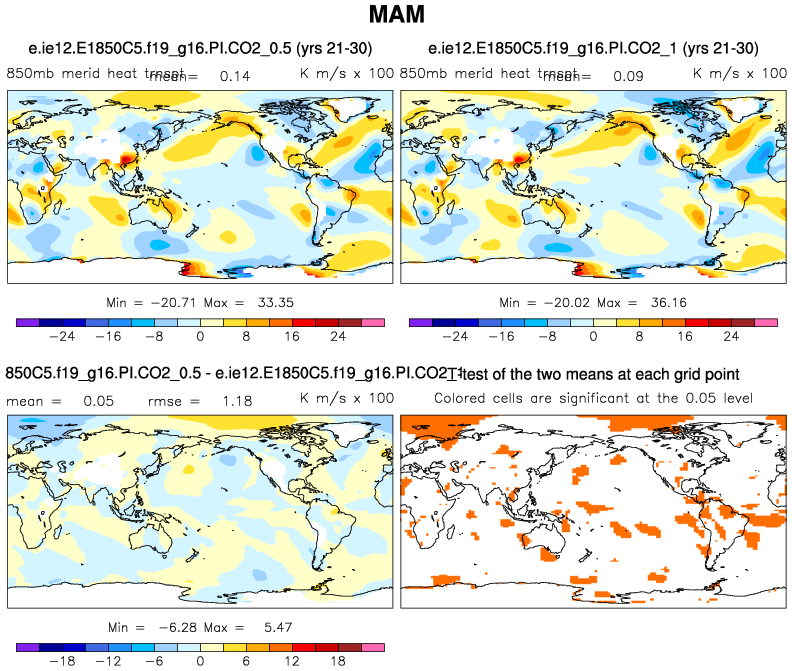 MAM
e.ie12.E1850C5.f19_g16.PI.CO2_0.5 (yrs 21-30)
e.ie12.E1850C5.f19_g16.PI.CO2_1 (yrs 21-30)
850mb merid heat trnspt mean= 0.14 K m/s x 100
850mb merid heat trnspt mean= 0.09 K m/s x 100
Min = -20.71 Max = 33.35
Min = -20.02 Max = 36.16
-24 -16 -8 0 8 16 24
-24 -16 -8 0 8 16 24
850C5.f19_g16.PI.CO2_0.5 - e.ie12.E1850C5.f19_g16.PI.CO2_1
T-test of the two means at each grid point
mean = 0.05 rmse = 1.18 K m/s x 100
Colored cells are significant at the 0.05 level
Min = -6.28 Max = 5.47
-18 -12 -6 0 6 12 18